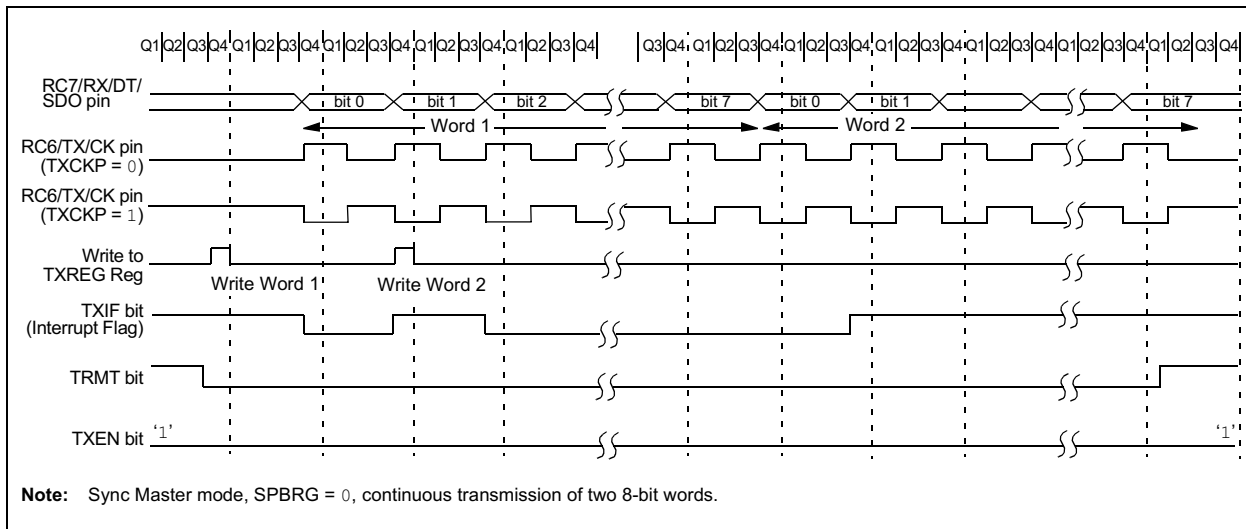 Q1 Q2 Q3 Q4 Q1 Q2 Q3 Q4 Q1 Q2 Q3 Q4 Q1 Q2 Q3 Q4 Q1 Q2 Q3 Q4 Q3 Q4 Q1 Q2 Q3 Q4 Q1 Q2 Q3 Q4 Q1 Q2 Q3 Q4 Q1 Q2 Q3 Q4 Q1 Q2 Q3 Q4 Q1 Q2 Q3 Q4
RC7/RX/DT/
SDO pin
bit 0 bit 1 bit 2 bit 7 bit 0 bit 1 bit 7
Word 1 Word 2
RC6/TX/CK pin
(TXCKP = 0)
RC6/TX/CK pin
(TXCKP = 1)
Write to
TXREG Reg
Write Word 1 Write Word 2
TXIF bit
(Interrupt Flag)
TRMT bit
TXEN bit '1' '1'
Note: Sync Master mode, SPBRG = 0, continuous transmission of two 8-bit words.